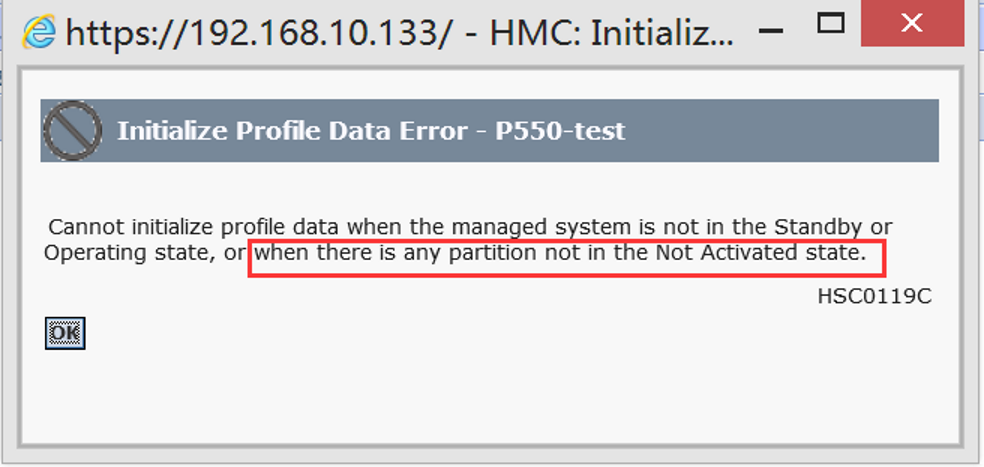 https://192.168.10.133/ - HMC: Initializ...
Initialize Profile Data Error - P550-test
Cannot initialize profile data when the managed system is not in the Standby or
Operating state, or when there is any partition not in the Not Activated state.
HSC0119C
OK